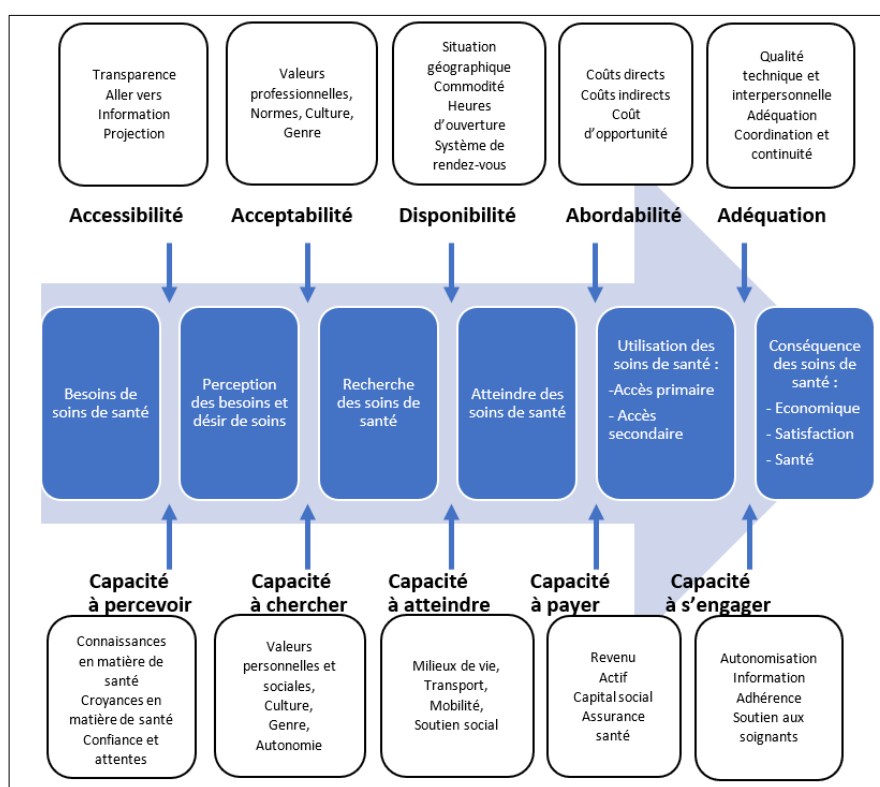 Transparence
Aller vers
Information
Projection
Valeurs
professionnelles,
Normes, Culture,
Genre
Situation
géographique
Commodité
Heures
d'ouverture
Système de
rendez-vous
Coûts directs
Coûts indirects
Coût
d'opportunité
Qualité
technique et
interpersonnelle
Adéquation
Coordination et
continuité
Accessibilité
Acceptabilité
Disponibilité
Abordabilité
Adéquation
Besoins de
soins de santé
Perception
des besoins et
désir de soins
Recherche
des soins de
santé
Atteindre des
soins de santé
Utilisation des
soins de santé :
-Accès primaire
- Accès
secondaire
Conséquence
des soins de
santé :
- Economique
- Satisfaction
- Santé
Capacité
à percevoir
Capacité
à chercher
Capacité
à atteindre
Capacité
à payer
Capacité
à s'engager
Connaissances
en matière de
santé
Croyances en
matière de santé
Confiance et
attentes
Valeurs
personnelles et
sociales,
Culture,
Genre,
Autonomie
Milieux de vie,
Transport,
Mobilité,
Soutien social
Revenu
Actif
Capital social
Assurance
santé
Autonomisation
Information
Adhérence
Soutien aux
soignants